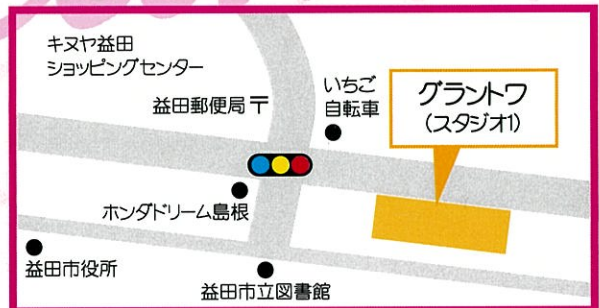 キヌヤ益田
ショッピングセンター
益田郵便局〒
いちご
自転車
グラントワ
(スタジオ1)
ホンダドリーム島根
益田市役所
益田市立図書館